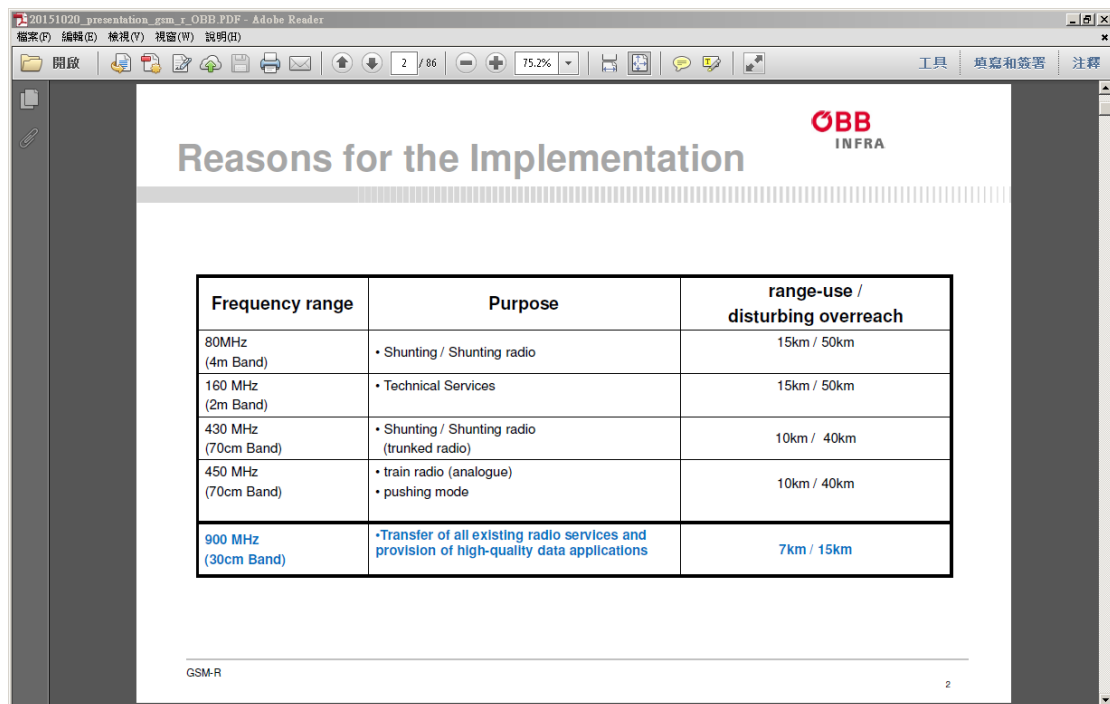 20151020_presentation_gsm_r_OBB.PDF - Adobe Reader
檔案(F) 編輯(E) 檢視(V) 視窗(W) 說明(H)
開啟 2 / 86 75.2% 工具 填寫和簽署 注釋
ÖBB
INFRA
Reasons for the Implementation
Frequency range Purpose range-use /
disturbing overreach
80MHz
(4m Band) • Shunting / Shunting radio 15km / 50km
160 MHz
(2m Band) • Technical Services 15km / 50km
430 MHz
(70cm Band) • Shunting / Shunting radio
(trunked radio) 10km / 40km
450 MHz
(70cm Band) • train radio (analogue)
• pushing mode 10km / 40km
900 MHz
(30cm Band) •Transfer of all existing radio services and
provision of high-quality data applications 7km / 15km
GSM-R
2